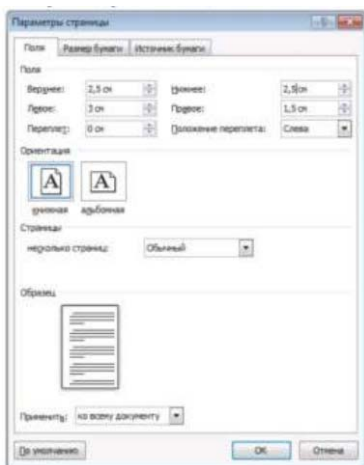 Параметры страницы
Поля Размер бумаги Источник бумаги
Поля
Верхнее: 2,5 см Нижнее: 2,5 см
Левое: 3 см Правое: 1,5 см
Переплет: 0 см Положение переплета: Слева
Ориентация
A A
книжная альбомная
Страницы
несколько страниц: Обычный
Образец
Применить: ко всему документу
По умолчанию ОК Отмена